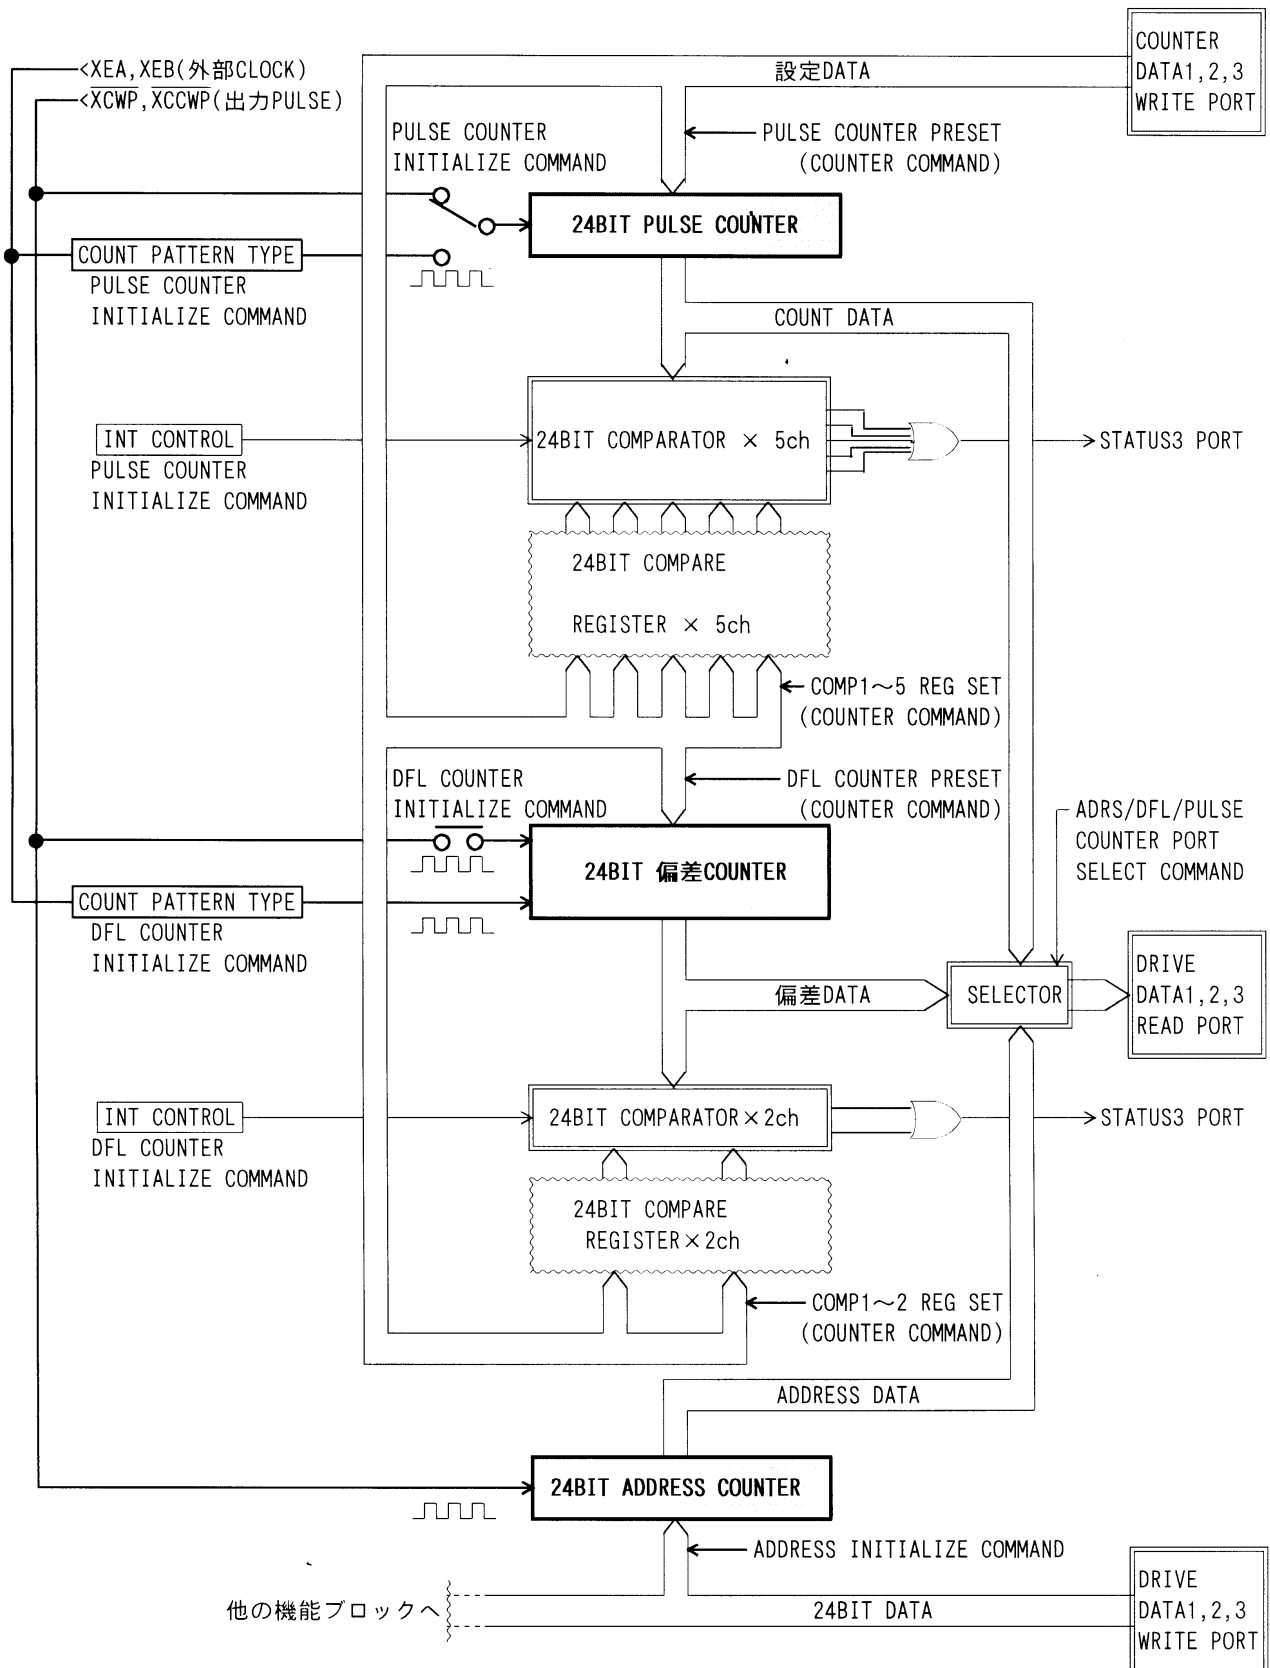 COUNTER
DATA1,2,3
WRITE PORT
<XEA,XEB(外部CLOCK)
<XCWP,XCCWP(出力PULSE)
設定DATA
PULSE COUNTER
INITIALIZE COMMAND
PULSE COUNTER PRESET
(COUNTER COMMAND)
24BIT PULSE COUNTER
COUNT PATTERN TYPE
PULSE COUNTER
INITIALIZE COMMAND
COUNT DATA
INT CONTROL
PULSE COUNTER
INITIALIZE COMMAND
24BIT COMPARATOR × 5ch
STATUS3 PORT
24BIT COMPARE
REGISTER × 5ch
COMP1～5 REG SET
(COUNTER COMMAND)
DFL COUNTER
INITIALIZE COMMAND
DFL COUNTER PRESET
(COUNTER COMMAND)
ADRS/DFL/PULSE
COUNTER PORT
SELECT COMMAND
24BIT 偏差COUNTER
COUNT PATTERN TYPE
DFL COUNTER
INITIALIZE COMMAND
偏差DATA
SELECTOR
DRIVE
DATA1,2,3
READ PORT
INT CONTROL
DFL COUNTER
INITIALIZE COMMAND
24BIT COMPARATOR×2ch
STATUS3 PORT
24BIT COMPARE
REGISTER×2ch
COMP1～2 REG SET
(COUNTER COMMAND)
ADDRESS DATA
24BIT ADDRESS COUNTER
ADDRESS INITIALIZE COMMAND
他の機能ブロックへ
24BIT DATA
DRIVE
DATA1,2,3
WRITE PORT